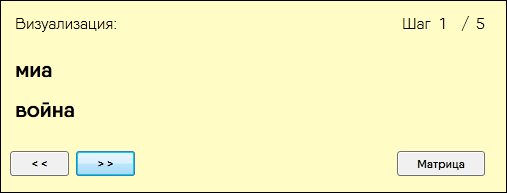 Визуализация: Шаг 1 / 5
миа
война
< < > > Матрица